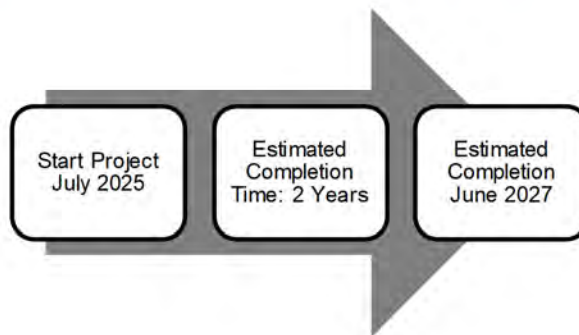 Start Project
July 2025
Estimated
Completion
Time: 2 Years
Estimated
Completion
June 2027